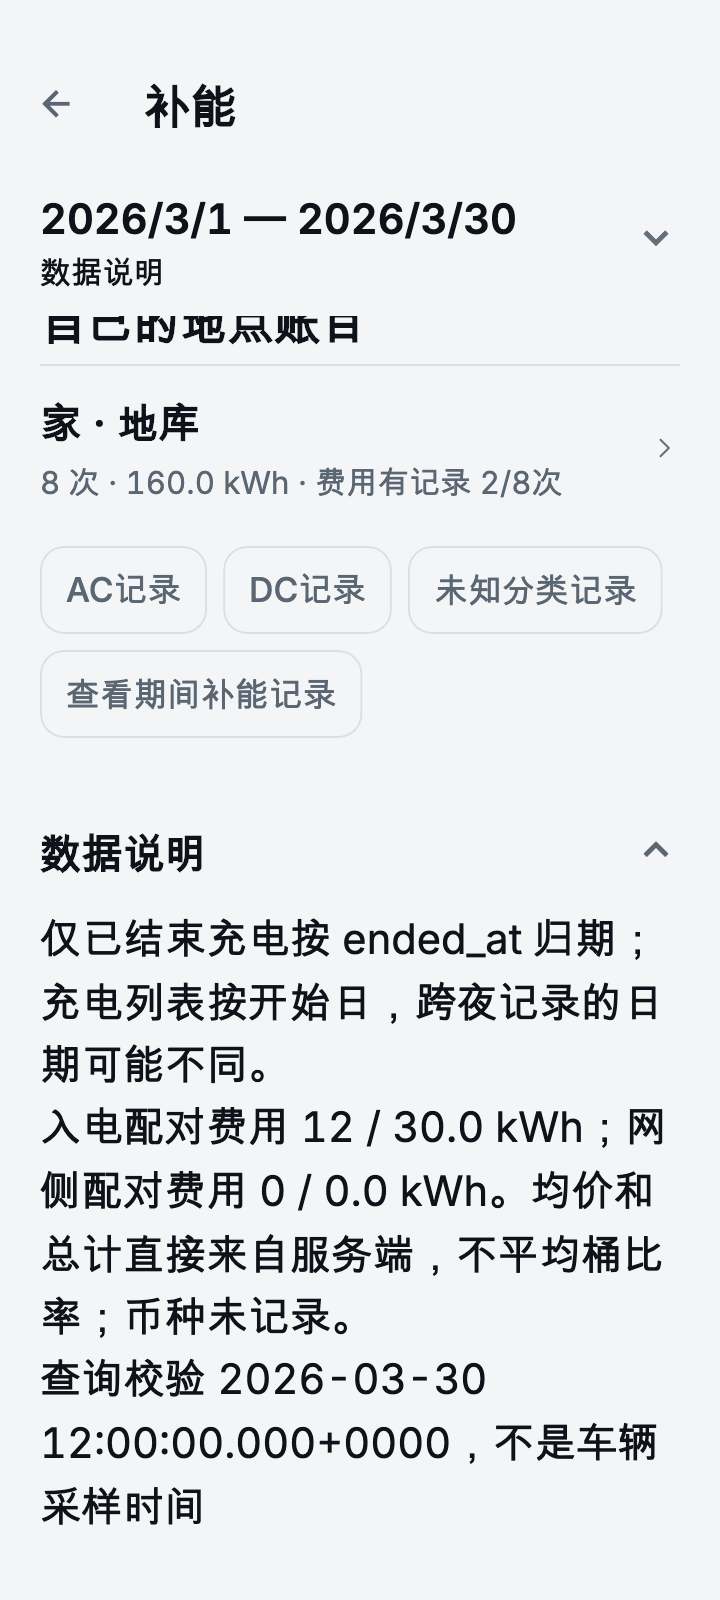 补能
2026/3/1 — 2026/3/30
数据说明
自己的地点账目
家 · 地库
8 次 · 160.0 kWh · 费用有记录 2/8次
AC记录
DC记录
未知分类记录
查看期间补能记录
数据说明
仅已结束充电按 ended_at 归期；
充电列表按开始日，跨夜记录的日
期可能不同。
入电配对费用 12 / 30.0 kWh；网
侧配对费用 0 / 0.0 kWh。均价和
总计直接来自服务端，不平均桶比
率；币种未记录。
查询校验 2026-03-30
12:00:00.000+0000，不是车辆
采样时间